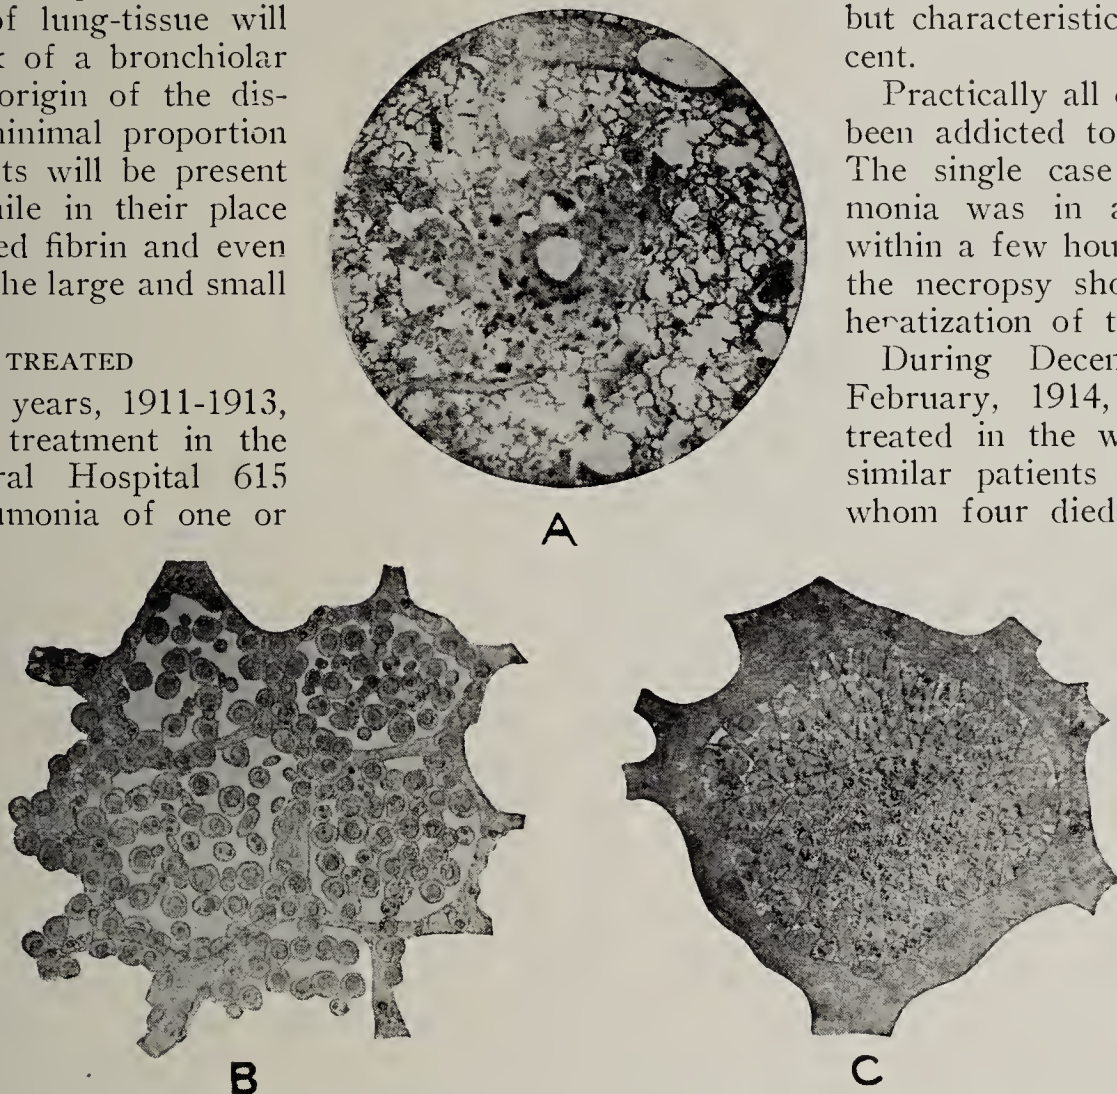 of lung-tissue will
of a bronchiolar
origin of the dis-
minimal proportion
ts will be present
ile in their place
ed fibrin and even
he large and small
TREATED
years, 1911-1913,
treatment in the
ral Hospital 615
umonia of one or
but characteristic
cent.
Practically all
been addicted to
The single case
monia was in a
within a few hou
the necropsy sho
hepatization of t
During Decem
February, 1914,
treated in the w
similar patients
whom four died
A
B
C